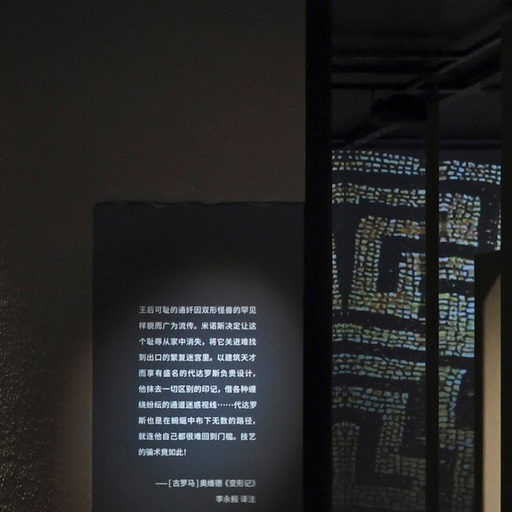 王后可耻的通奸因双形怪兽的罕见
样貌而广为流传。米诺斯决定让这
个耻辱从家中消失，将它关进难找
到出口的繁复迷宫里。以建筑天才
而享有盛名的代达罗斯负责设计，
他抹去一切区别的印记，借各种缠
绕纷纭的通道迷惑视线……代达罗
斯也是在蜿蜒中布下无数的路径，
就连他自己都很难回到门槛。技艺
的骗术竟如此！
——[古罗马]奥维德《变形记》
李永毅 译注